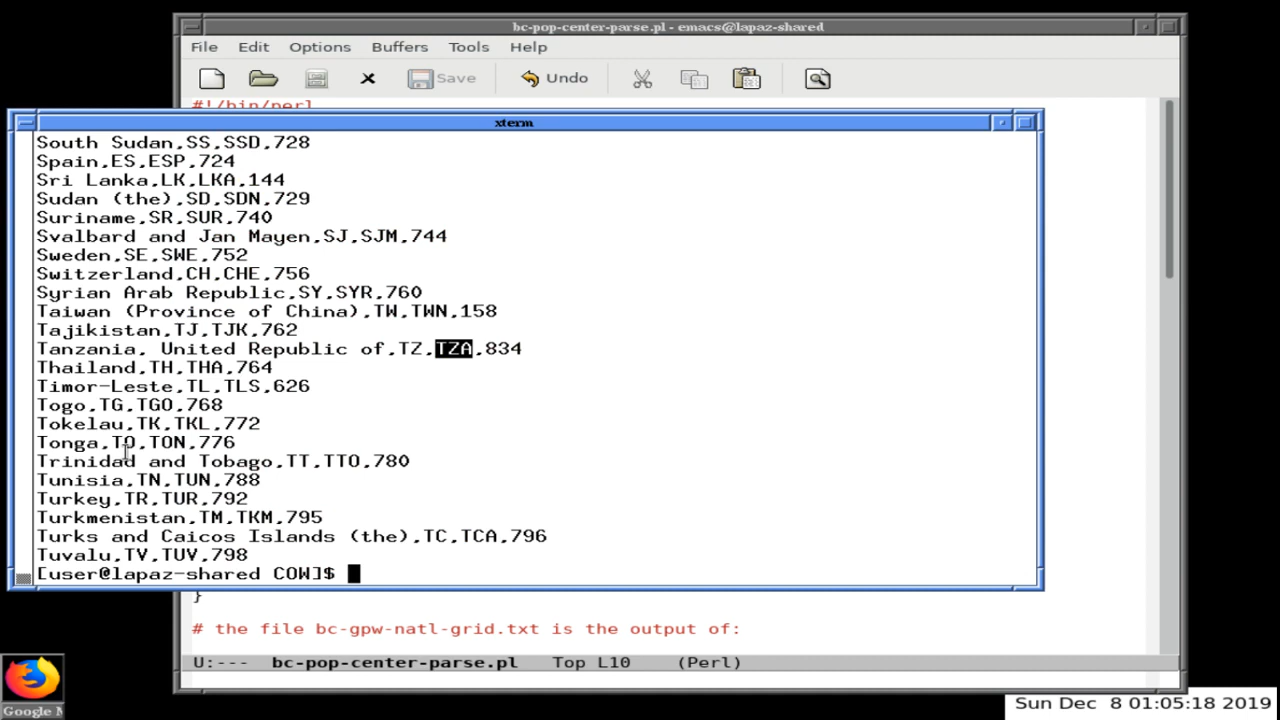 bc-pop-center-parse.pl - emacs@lapaz-shared
File Edit Options Buffers Tools Help
Save Undo
#!/bin/perl
xterm
South Sudan,SS,SSD,728
Spain,ES,ESP,724
Sri Lanka,LK,LKA,144
Sudan (the),SD,SDN,729
Suriname,SR,SUR,740
Svalbard and Jan Mayen,SJ,SJM,744
Sweden,SE,SWE,752
Switzerland,CH,CHE,756
Syrian Arab Republic,SY,SYR,760
Taiwan (Province of China),TW,TWN,158
Tajikistan,TJ,TJK,762
Tanzania, United Republic of,TZ,TZA,834
Thailand,TH,THA,764
Timor-Leste,TL,TLS,626
Togo,TG,TGO,768
Tokelau,TK,TKL,772
Tonga,TO,TON,776
Trinidad and Tobago,TT,TTO,780
Tunisia,TN,TUN,788
Turkey,TR,TUR,792
Turkmenistan,TM,TKM,795
Turks and Caicos Islands (the),TC,TCA,796
Tuvalu,TV,TUV,798
[user@lapaz-shared COW]$
}
# the file bc-gpw-natl-grid.txt is the output of:
U:--- bc-pop-center-parse.pl Top L10 (Perl)
Google M
Sun Dec 8 01:05:18 2019